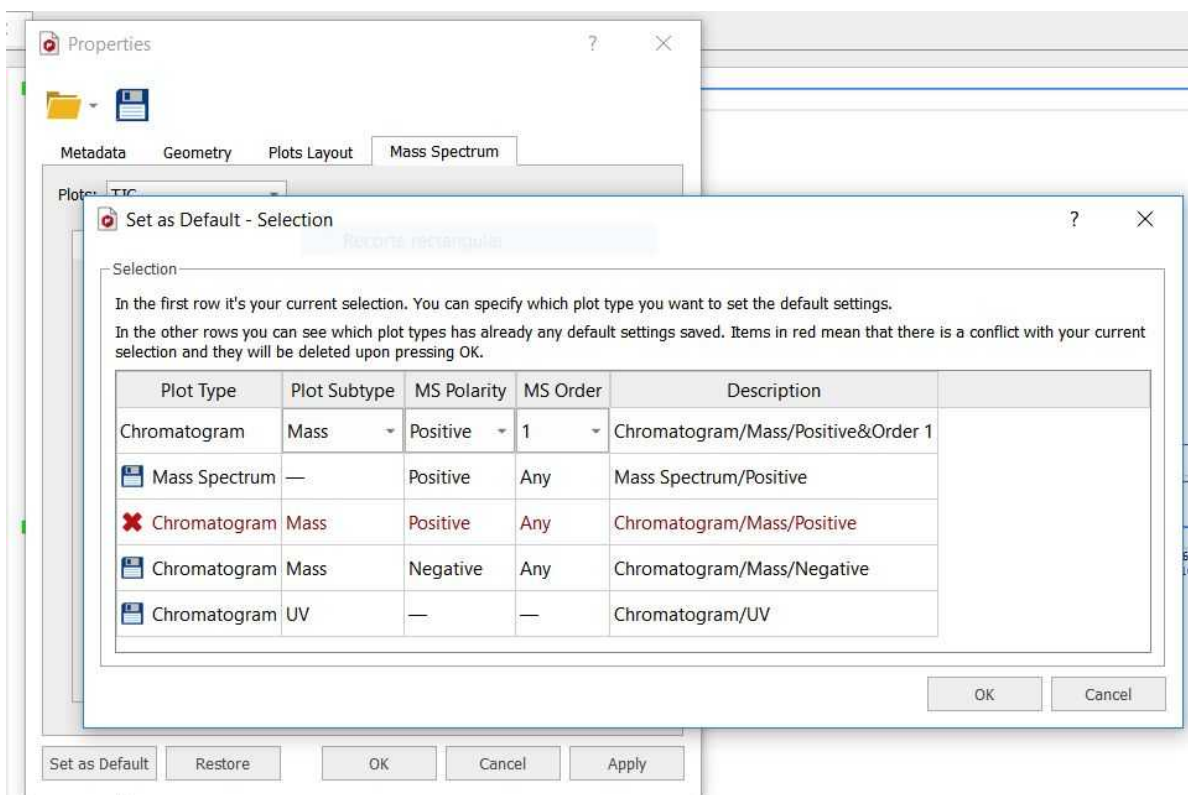 Properties
?
Metadata Geometry Plots Layout Mass Spectrum
Plots: TIC
Set as Default - Selection
?
Recorte rectangular
Selection
In the first row it's your current selection. You can specify which plot type you want to set the default settings.
In the other rows you can see which plot types has already any default settings saved. Items in red mean that there is a conflict with your current
selection and they will be deleted upon pressing OK.
Plot Type Plot Subtype MS Polarity MS Order Description
Chromatogram Mass Positive 1 Chromatogram/Mass/Positive&Order 1
Mass Spectrum — Positive Any Mass Spectrum/Positive
Chromatogram Mass Positive Any Chromatogram/Mass/Positive
Chromatogram Mass Negative Any Chromatogram/Mass/Negative
Chromatogram UV — — Chromatogram/UV
OK Cancel
Set as Default Restore OK Cancel Apply